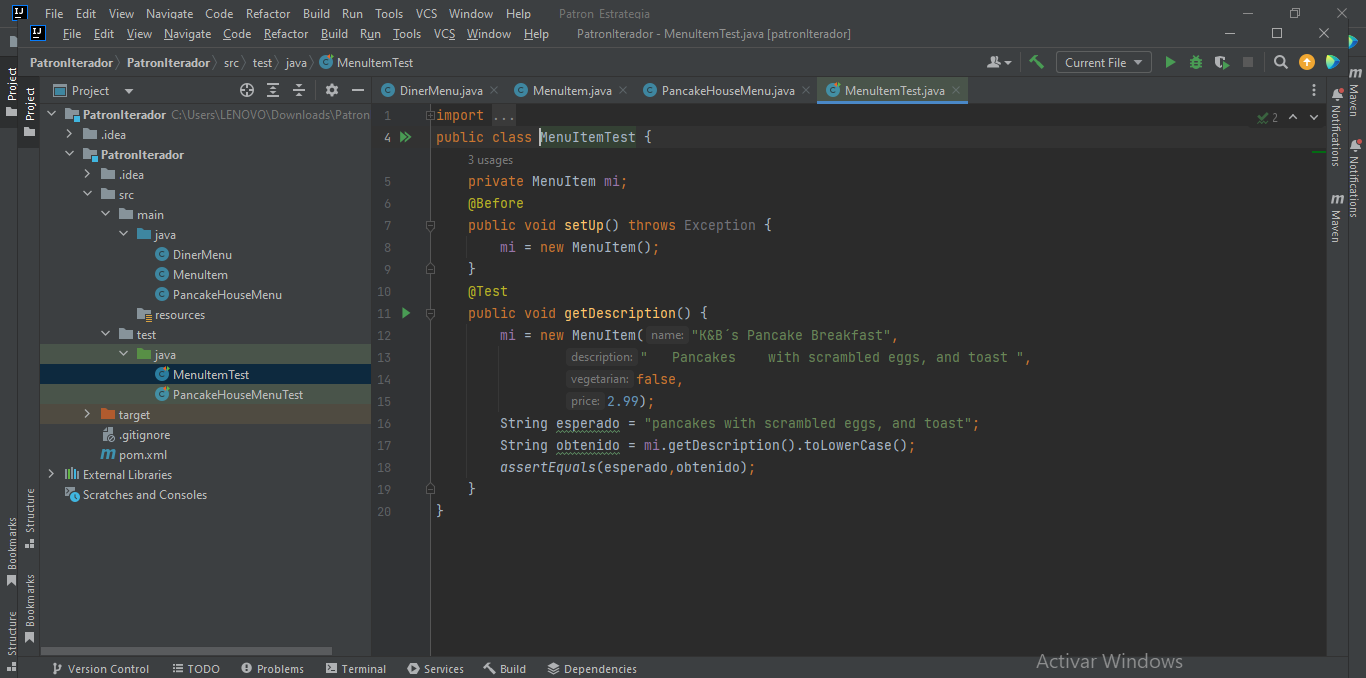 File Edit View Navigate Code Refactor Build Run Tools VCS Window Help Patron Estrategia
File Edit View Navigate Code Refactor Build Run Tools VCS Window Help PatronIterador - MenuItemTest.java [patronIterador]
PatronIterador PatronIterador src test java MenuItemTest Current File
Project DinerMenu.java MenuItem.java PancakeHouseMenu.java MenuItemTest.java
Project
Project
PatronIterador C:\Users\LENOVO\Downloads\Patron
.idea
PatronIterador
.idea
src
main
java
DinerMenu
MenuItem
PancakeHouseMenu
resources
test
java
MenuItemTest
PancakeHouseMenuTest
target
.gitignore
pom.xml
External Libraries
Scratches and Consoles
Bookmarks
Structure
Structure
Bookmarks
1 import ...
2
4 public class MenuItemTest {
3 usages
5 private MenuItem mi;
6 @Before
7 public void setUp() throws Exception {
8 mi = new MenuItem();
9 }
10 @Test
11 public void getDescription() {
12 mi = new MenuItem( name: "K&B´s Pancake Breakfast",
13 description: "   Pancakes    with scrambled eggs, and toast ",
14 vegetarian: false,
15 price: 2.99);
16 String esperado = "pancakes with scrambled eggs, and toast";
17 String obtenido = mi.getDescription().toLowerCase();
18 assertEquals(esperado,obtenido);
19 }
20 }
Notifications
m Maven
m Maven
Notifications
Version Control TODO Problems Terminal Services Build Dependencies
Activar Windows